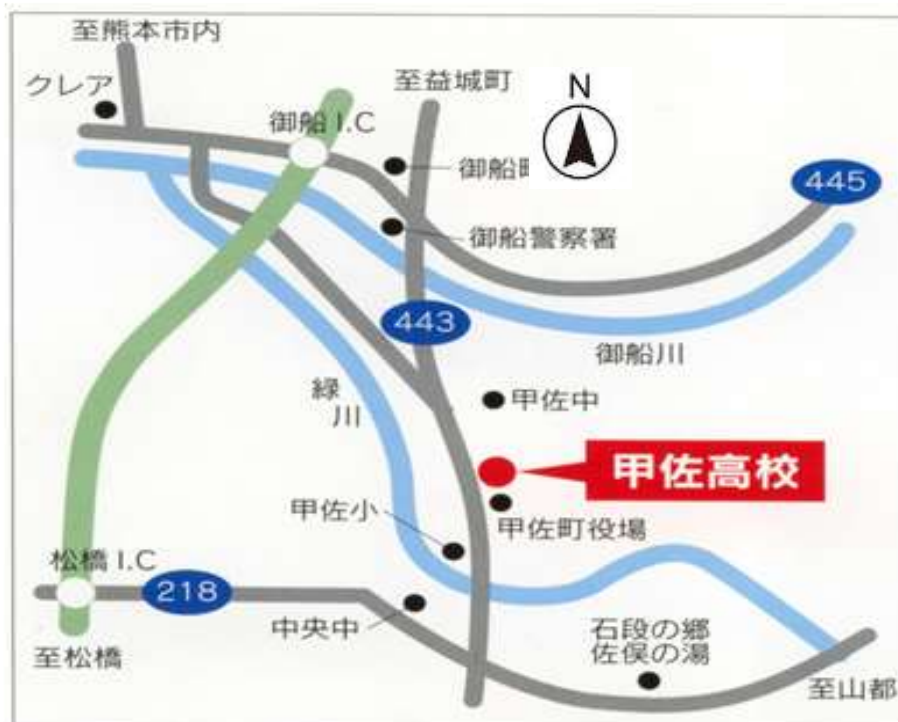 至熊本市内
クレア
至益城町
N
御船I.C
御船町
445
御船警察署
443
御船川
緑
川
甲佐中
甲佐高校
甲佐小
甲佐町役場
松橋I.C
218
中央中
石段の郷
佐俣の湯
至松橋
至山都